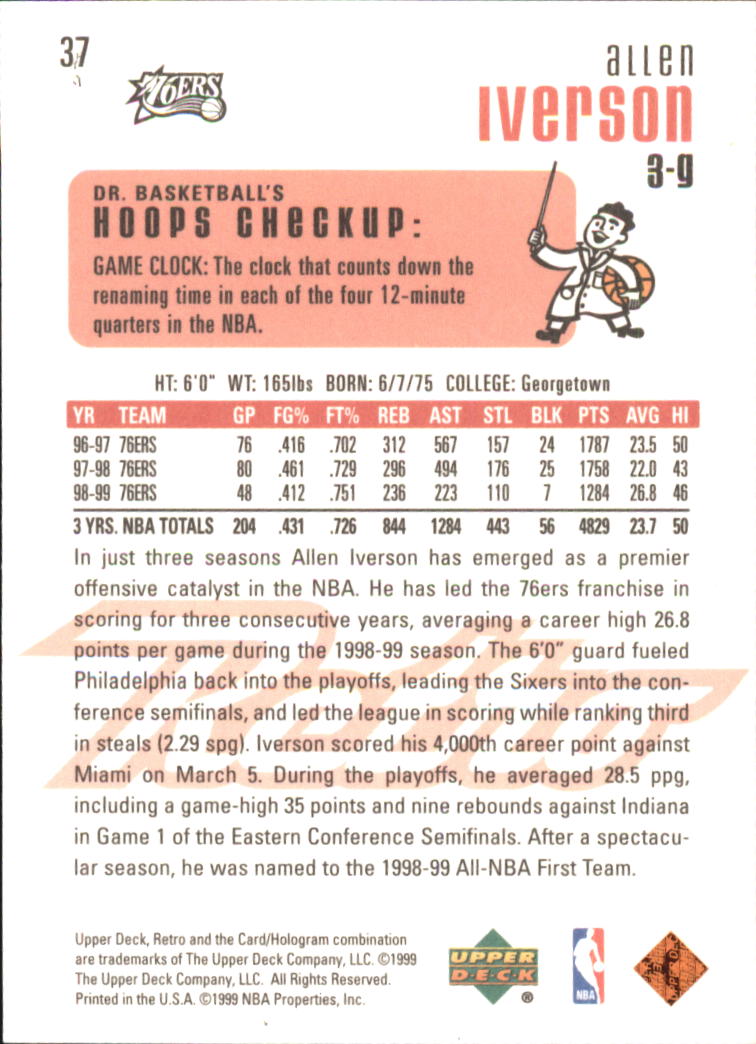 37
76ERS
allen
Iverson
3-g
DR. BASKETBALL'S
HOOPS CHECKUP:
GAME CLOCK: The clock that counts down the
renaming time in each of the four 12-minute
quarters in the NBA.
HT: 6'0" WT: 165lbs BORN: 6/7/75 COLLEGE: Georgetown
YR TEAM GP FG% FT% REB AST STL BLK PTS AVG HI
96-97 76ERS 76 .416 .702 312 567 157 24 1787 23.5 50
97-98 76ERS 80 .461 .729 296 494 176 25 1758 22.0 43
98-99 76ERS 48 .412 .751 236 223 110 7 1284 26.8 46
3 YRS. NBA TOTALS 204 .431 .726 844 1284 443 56 4829 23.7 50
In just three seasons Allen Iverson has emerged as a premier
offensive catalyst in the NBA. He has led the 76ers franchise in
scoring for three consecutive years, averaging a career high 26.8
points per game during the 1998-99 season. The 6'0" guard fueled
Philadelphia back into the playoffs, leading the Sixers into the con-
ference semifinals, and led the league in scoring while ranking third
in steals (2.29 spg). Iverson scored his 4,000th career point against
Miami on March 5. During the playoffs, he averaged 28.5 ppg,
including a game-high 35 points and nine rebounds against Indiana
in Game 1 of the Eastern Conference Semifinals. After a spectacu-
lar season, he was named to the 1998-99 All-NBA First Team.
Retro
Upper Deck, Retro and the Card/Hologram combination
are trademarks of The Upper Deck Company, LLC. ©1999
The Upper Deck Company, LLC. All Rights Reserved.
Printed in the U.S.A. ©1999 NBA Properties, Inc.
UPPER
D·E·C·K
®
NBA
UPPER DECK